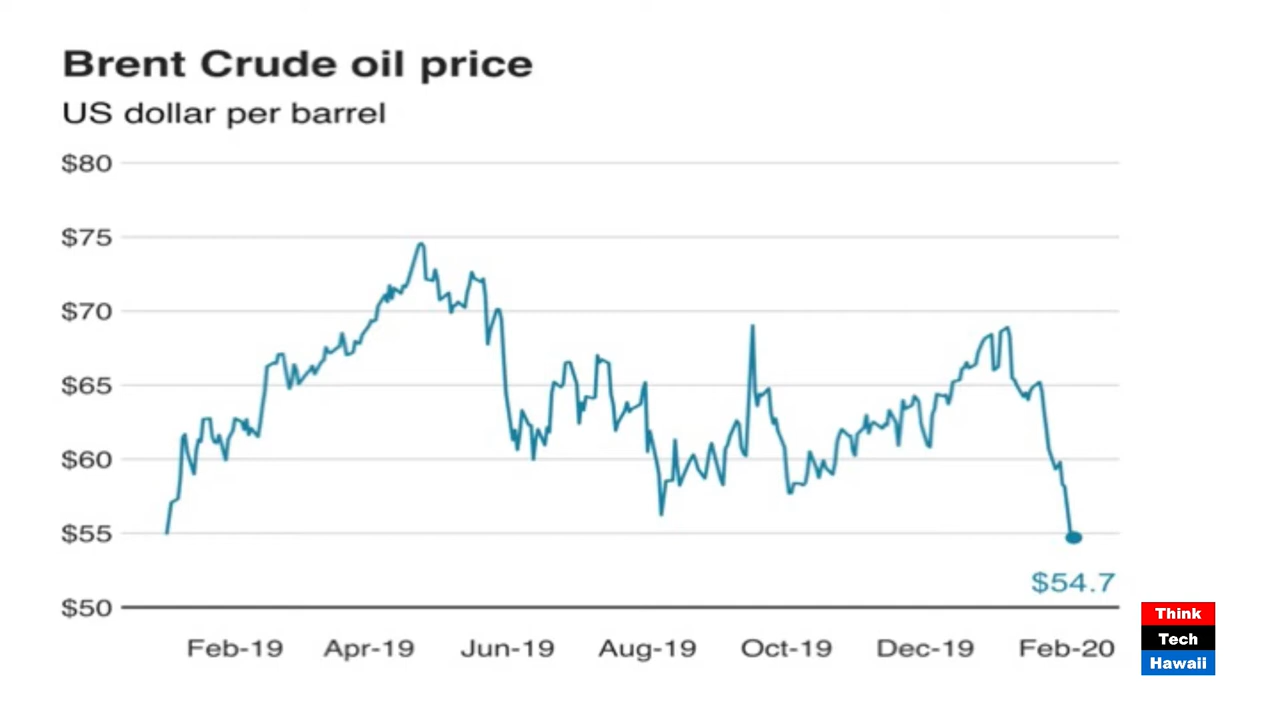 Brent Crude oil price
US dollar per barrel
$80
$75
$70
$65
$60
$55
$50
$54.7
Feb-19 Apr-19 Jun-19 Aug-19 Oct-19 Dec-19 Feb-20
Think
Tech
Hawaii